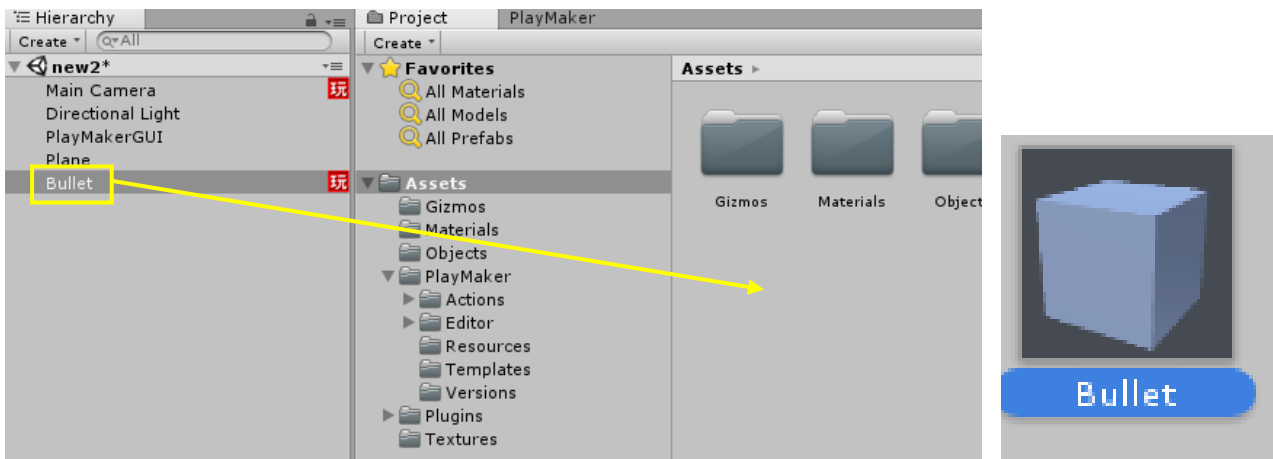 Hierarchy
Create
All
new2*
Main Camera
玩
Directional Light
PlayMakerGUI
Plane
Bullet
玩
Project
PlayMaker
Create
Favorites
All Materials
All Models
All Prefabs
Assets
Gizmos
Materials
Objects
PlayMaker
Actions
Editor
Resources
Templates
Versions
Plugins
Textures
Assets
Gizmos
Materials
Object
Bullet